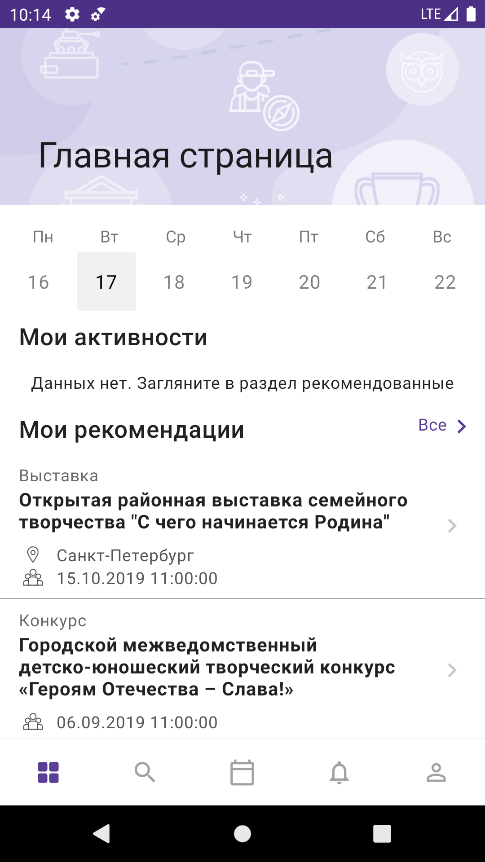 10:14
LTE
Главная страница
Пн Вт Ср Чт Пт Сб Вс
16 17 18 19 20 21 22
Мои активности
Данных нет. Загляните в раздел рекомендованные
Мои рекомендации
Все
Выставка
Открытая районная выставка семейного
творчества "С чего начинается Родина"
Санкт-Петербург
15.10.2019 11:00:00
Конкурс
Городской межведомственный
детско-юношеский творческий конкурс
«Героям Отечества – Слава!»
06.09.2019 11:00:00